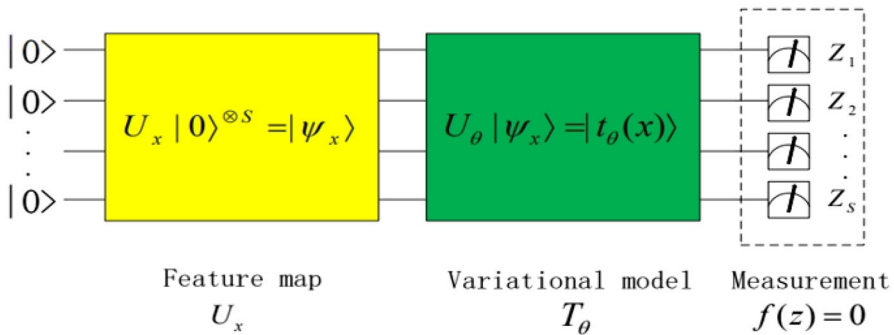 |0⟩
|0⟩
⋮
|0⟩
U_x |0⟩^{⊗S} = |ψ_x⟩
U_θ |ψ_x⟩ = |t_θ(x)⟩
Z_1
Z_2
⋮
Z_S
Feature map
U_x
Variational model
T_θ
Measurement
f(z) = 0